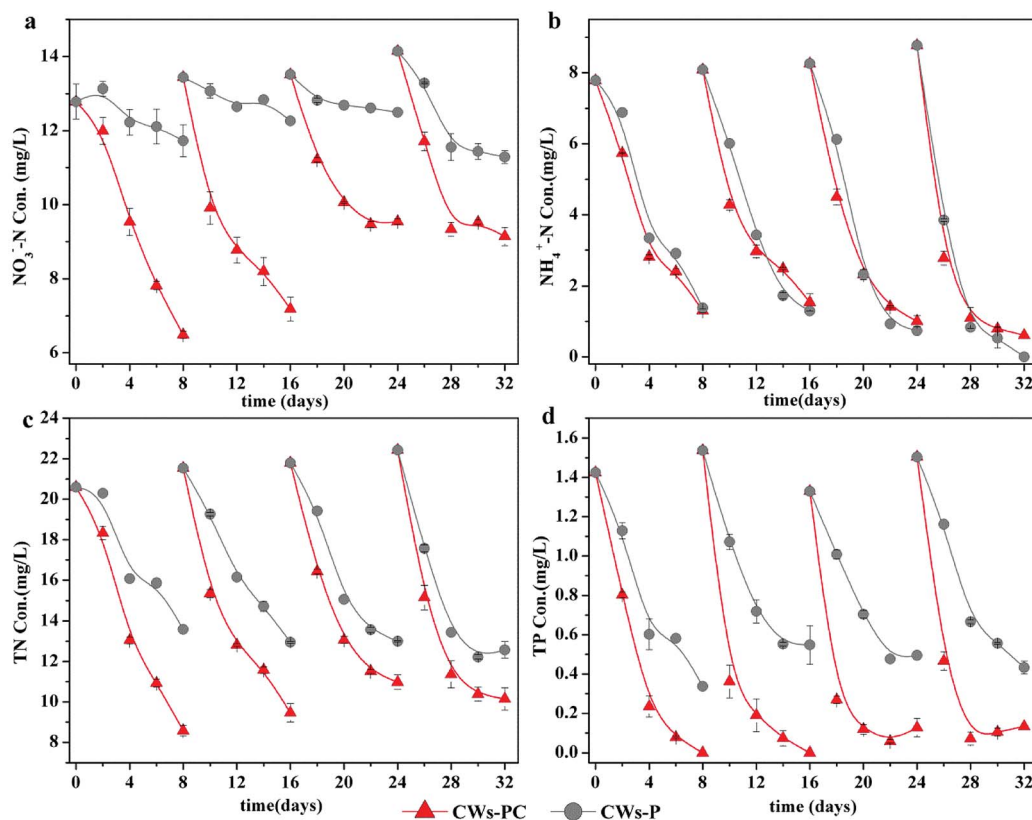 a
14
12
10
8
6
NO₃⁻-N Con. (mg/L)
0 4 8 12 16 20 24 28 32
time (days)
b
8
6
4
2
0
NH₄⁺-N Con.(mg/L)
0 4 8 12 16 20 24 28 32
time(days)
c
24
22
20
18
16
14
12
10
8
TN Con.(mg/L)
0 4 8 12 16 20 24 28 32
time(days)
d
1.6
1.4
1.2
1.0
0.8
0.6
0.4
0.2
0.0
TP Con.(mg/L)
0 4 8 12 16 20 24 28 32
time(days)
CWs-PC CWs-P